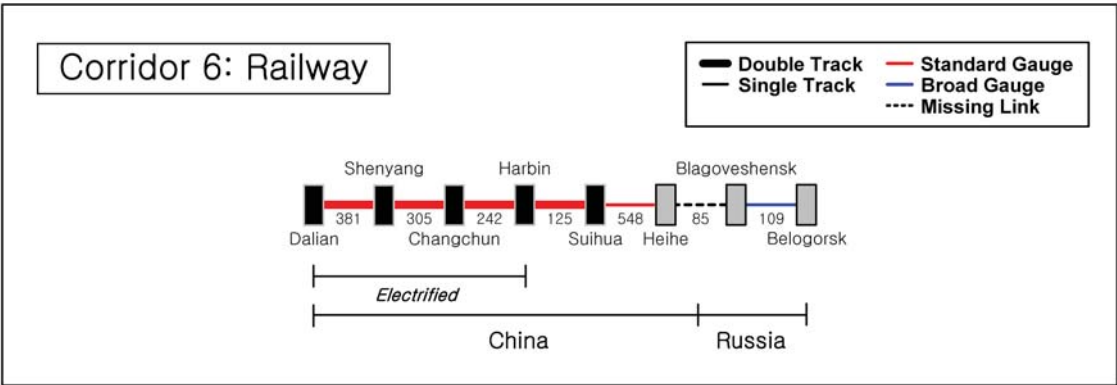 Corridor 6: Railway
Double Track
Standard Gauge
Single Track
Broad Gauge
Missing Link
Shenyang
Harbin
Blagoveshensk
381
305
242
125
548
85
109
Dalian
Changchun
Suihua
Heihe
Belogorsk
Electrified
China
Russia